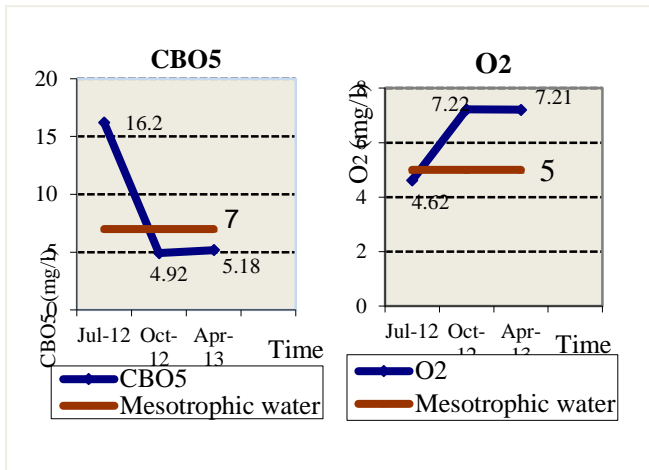 CBO5
20
15
10
5
0
16.2
7
4.92
5.18
CBO5 (mg/l)
Jul-12
Oct-12
Apr-13
Time
CBO5
Mesotrophic water
O2
8
6
4
2
0
7.22
7.21
5
4.62
O2 (mg/l)
Jul-12
Oct-12
Apr-13
Time
O2
Mesotrophic water